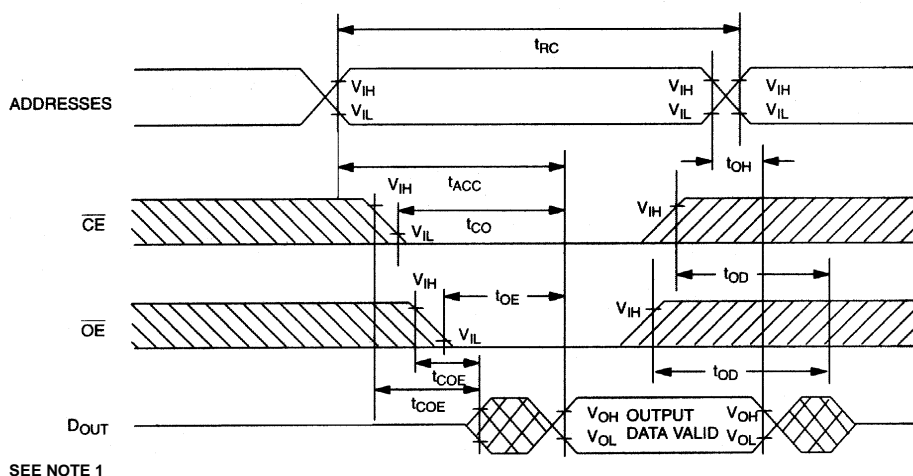 tRC
ADDRESSES
VIH VIH VIH
VIL VIL VIL
tOH
tACC
VIH
CE VIH
tCO
VIL
tOD
VIH tOE
VIH
OE
VIL
tCOE tOD
tCOE
DOUT
VOH OUTPUT VOH
VOL DATA VALID VOL
SEE NOTE 1